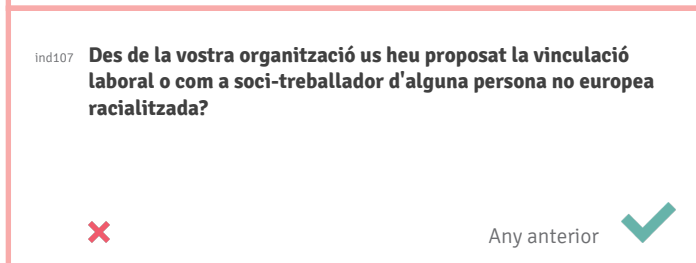 ind107 Des de la vostra organització us heu proposat la vinculació
laboral o com a soci-treballador d'alguna persona no europea
racialitzada?
Any anterior